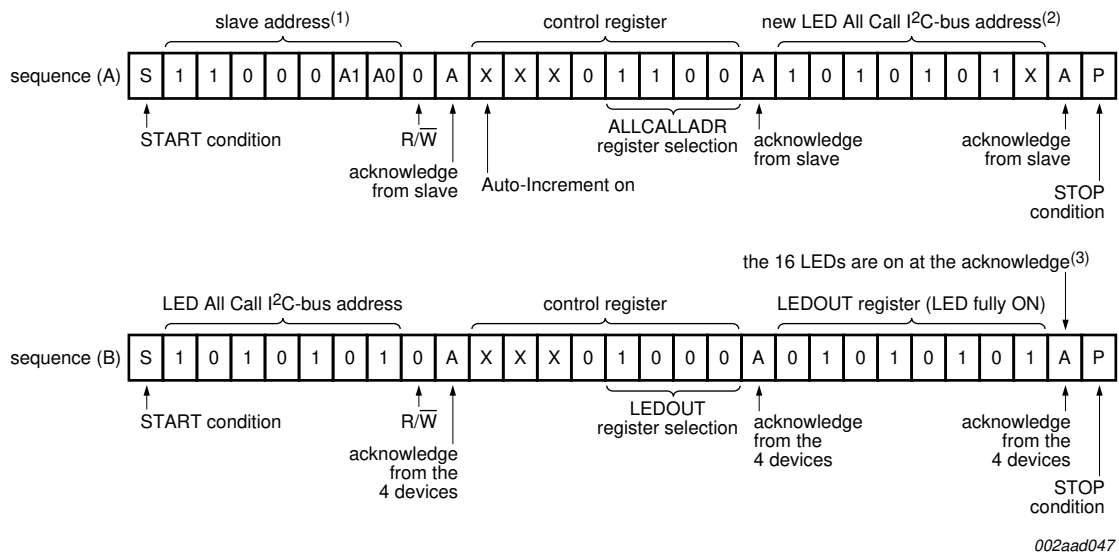 slave address(1) control register new LED All Call I2C-bus address(2)
sequence (A) S 1 1 0 0 0 A1 A0 0 A X X X 0 1 1 0 0 A 1 0 1 0 1 0 1 X A P
START condition R/W ALLCALLADR register selection acknowledge from slave acknowledge from slave
acknowledge from slave Auto-Increment on STOP condition
the 16 LEDs are on at the acknowledge(3)
LED All Call I2C-bus address control register LEDOUT register (LED fully ON)
sequence (B) S 1 0 1 0 1 0 1 0 A X X X 0 1 0 0 0 A 0 1 0 1 0 1 0 1 A P
START condition R/W LEDOUT register selection acknowledge from the 4 devices acknowledge from the 4 devices
acknowledge from the 4 devices STOP condition
002aad047